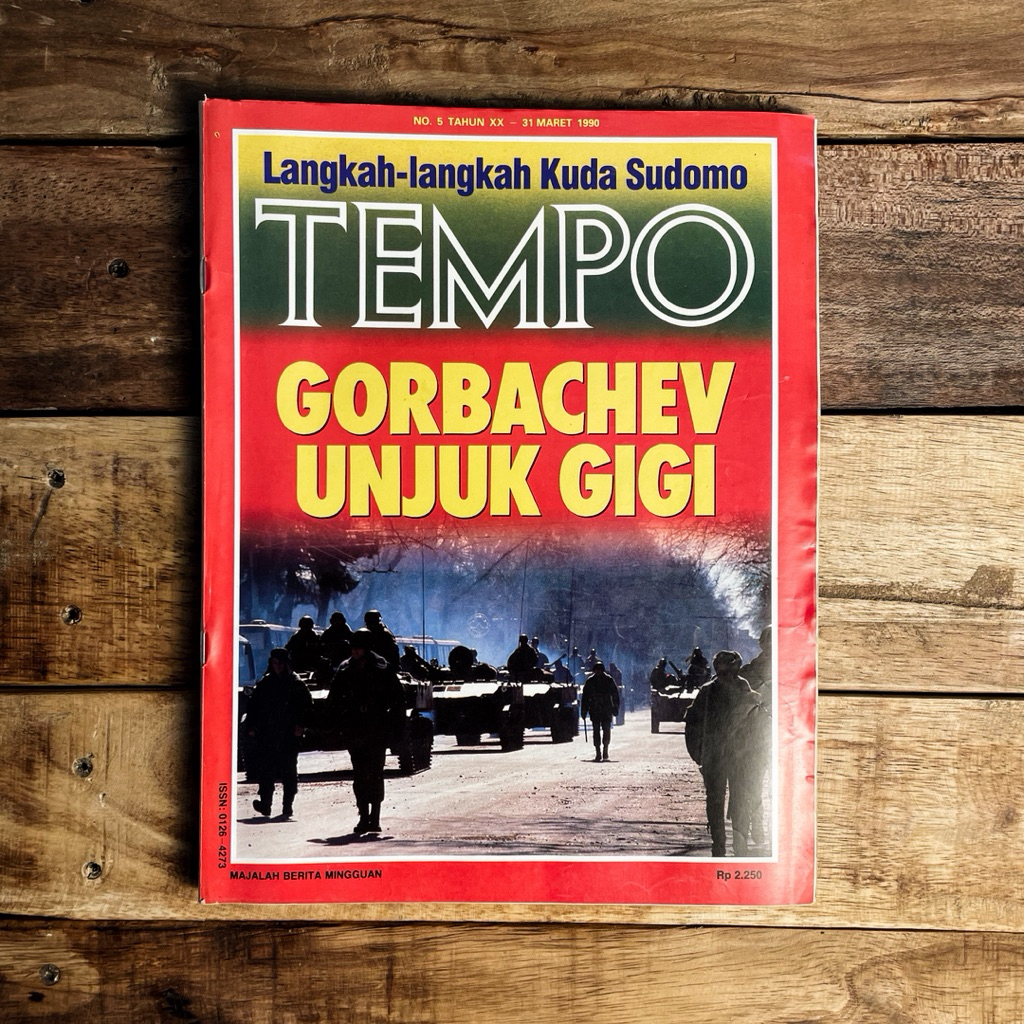 NO. 5 TAHUN XX – 31 MARET 1990
Langkah-langkah Kuda Sudomo
TEMPO
GORBACHEV
UNJUK GIGI
ISSN: 0126-4273
MAJALAH BERITA MINGGUAN
Rp 2.250